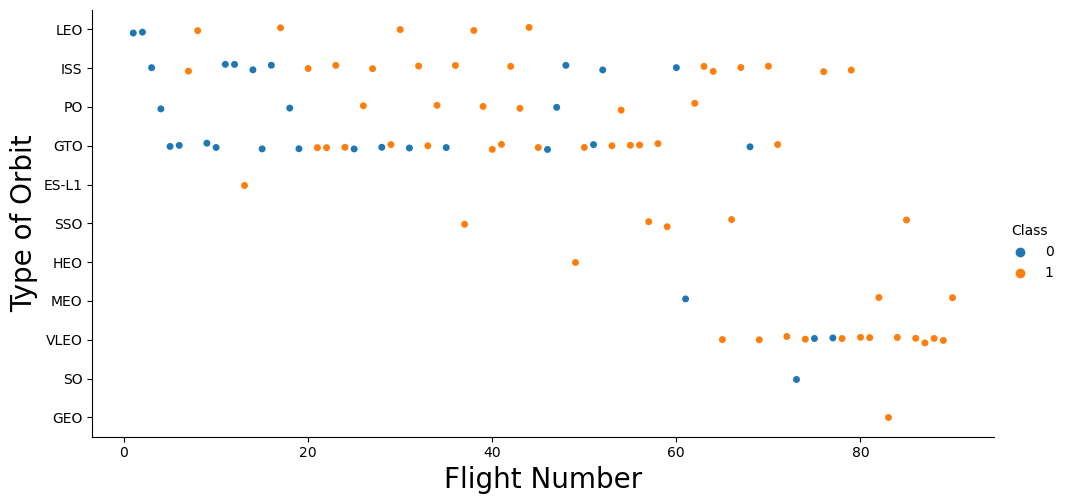 LEO
ISS
PO
GTO
ES-L1
SSO
HEO
MEO
VLEO
SO
GEO
Type of Orbit
0 20 40 60 80
Flight Number
Class
0
1